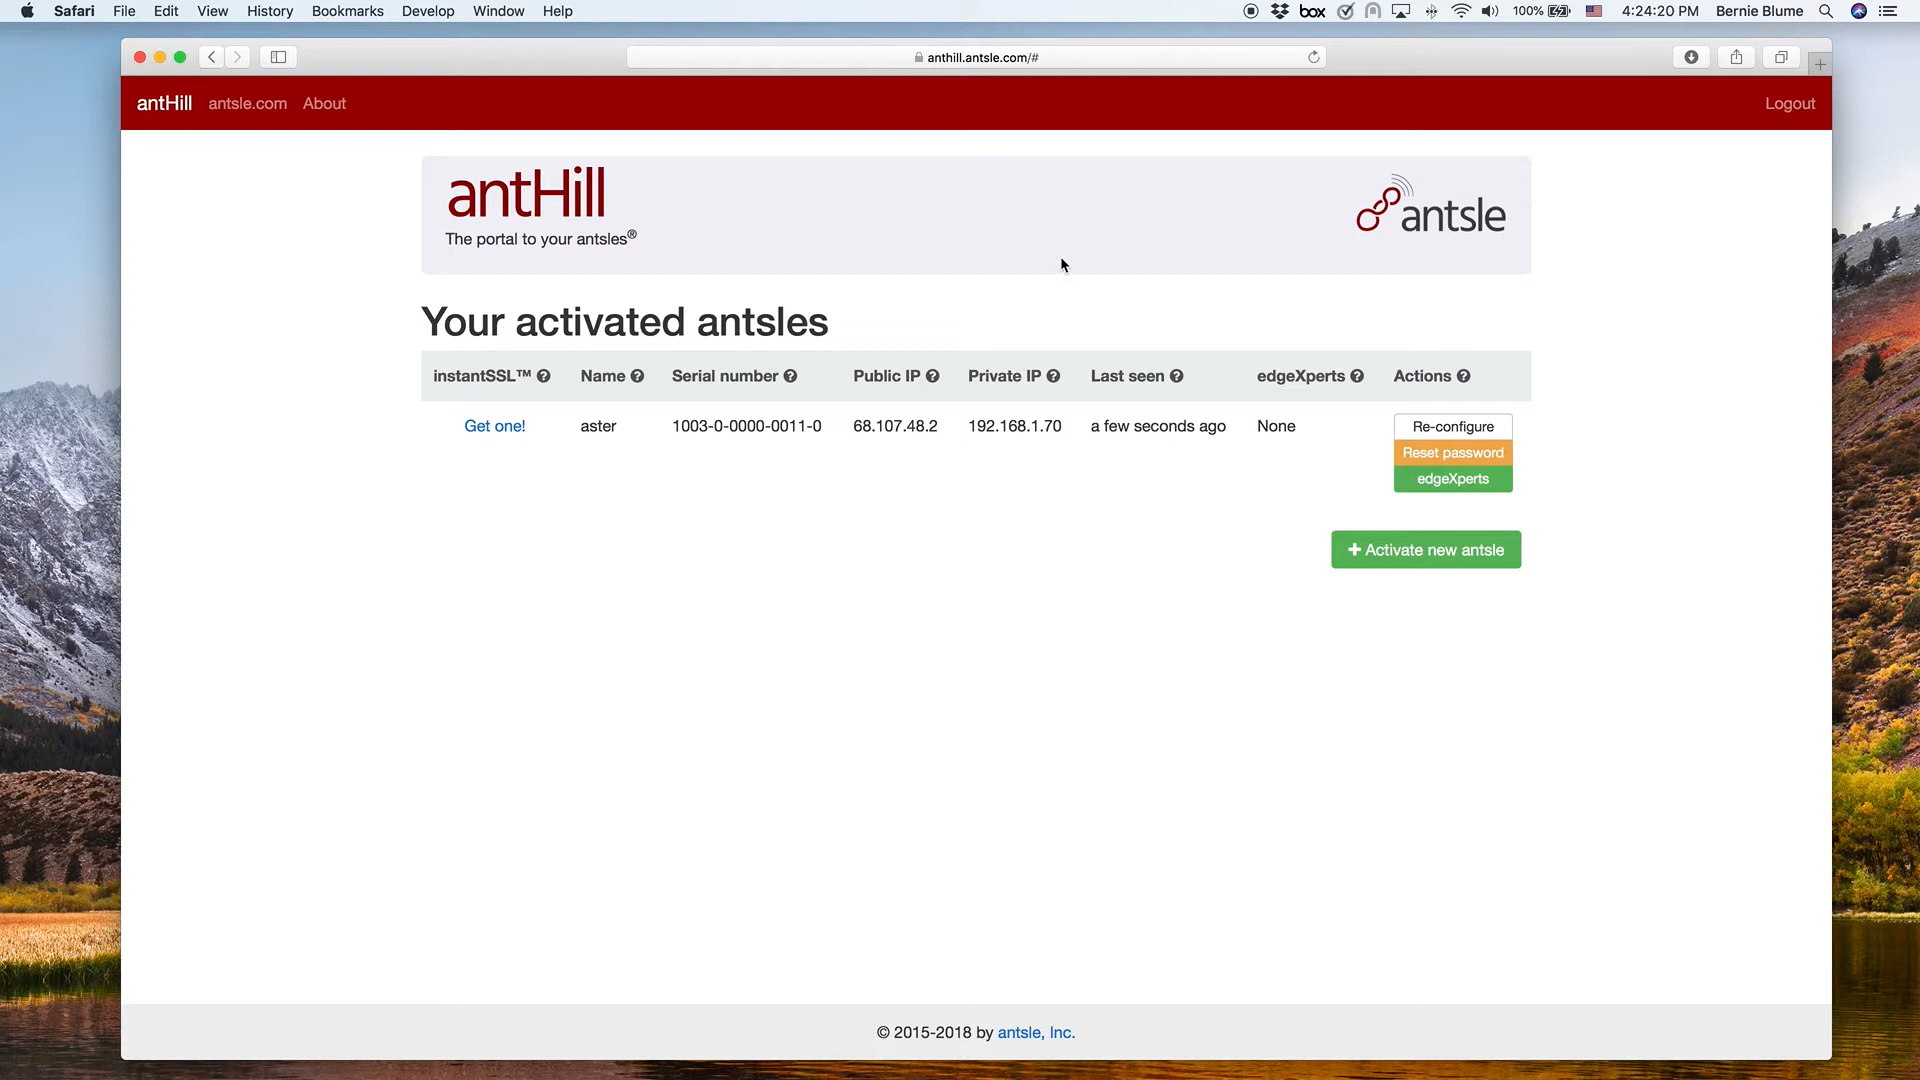 Safari File Edit View History Bookmarks Develop Window Help box 100% 4:24:20 PM Bernie Blume
anthill.antsle.com/#
antHill antsle.com About Logout
antHill
The portal to your antsles®
antsle
Your activated antsles
instantSSL™ Name Serial number Public IP Private IP Last seen edgeXperts Actions
Get one! aster 1003-0-0000-0011-0 68.107.48.2 192.168.1.70 a few seconds ago None Re-configure
Reset password
edgeXperts
Activate new antsle
© 2015-2018 by antsle, Inc.